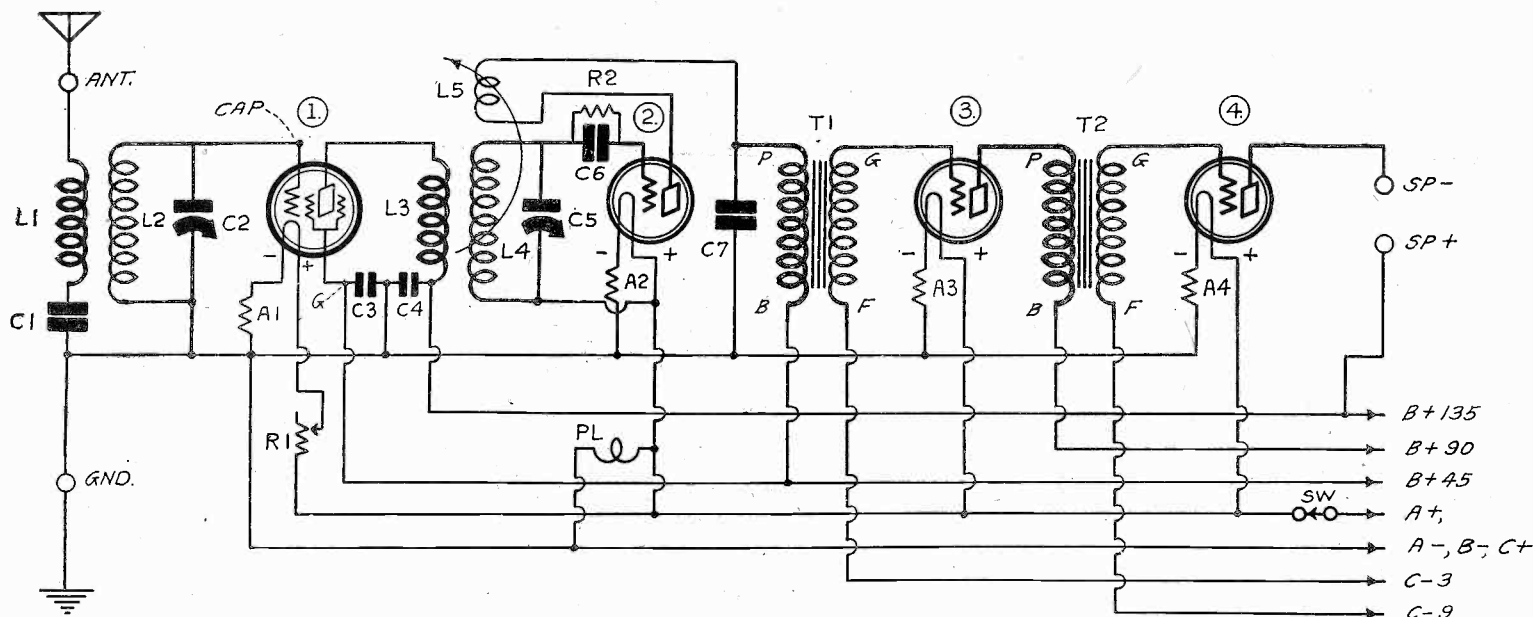 ANT.
CAP
1.
L5
R2
2.
T1
3.
T2
4.
L1
L2
C2
L3
L4
C5
C6
C7
P
G
P
G
SP-
SP+
-
+
-
+
-
+
-
+
C1
A1
G
C3
C4
A2
B
F
A3
B
F
A4
R1
PL
GND.
B+135
B+90
B+45
SW
A+,
A-, B-, C+
C-3
C-9